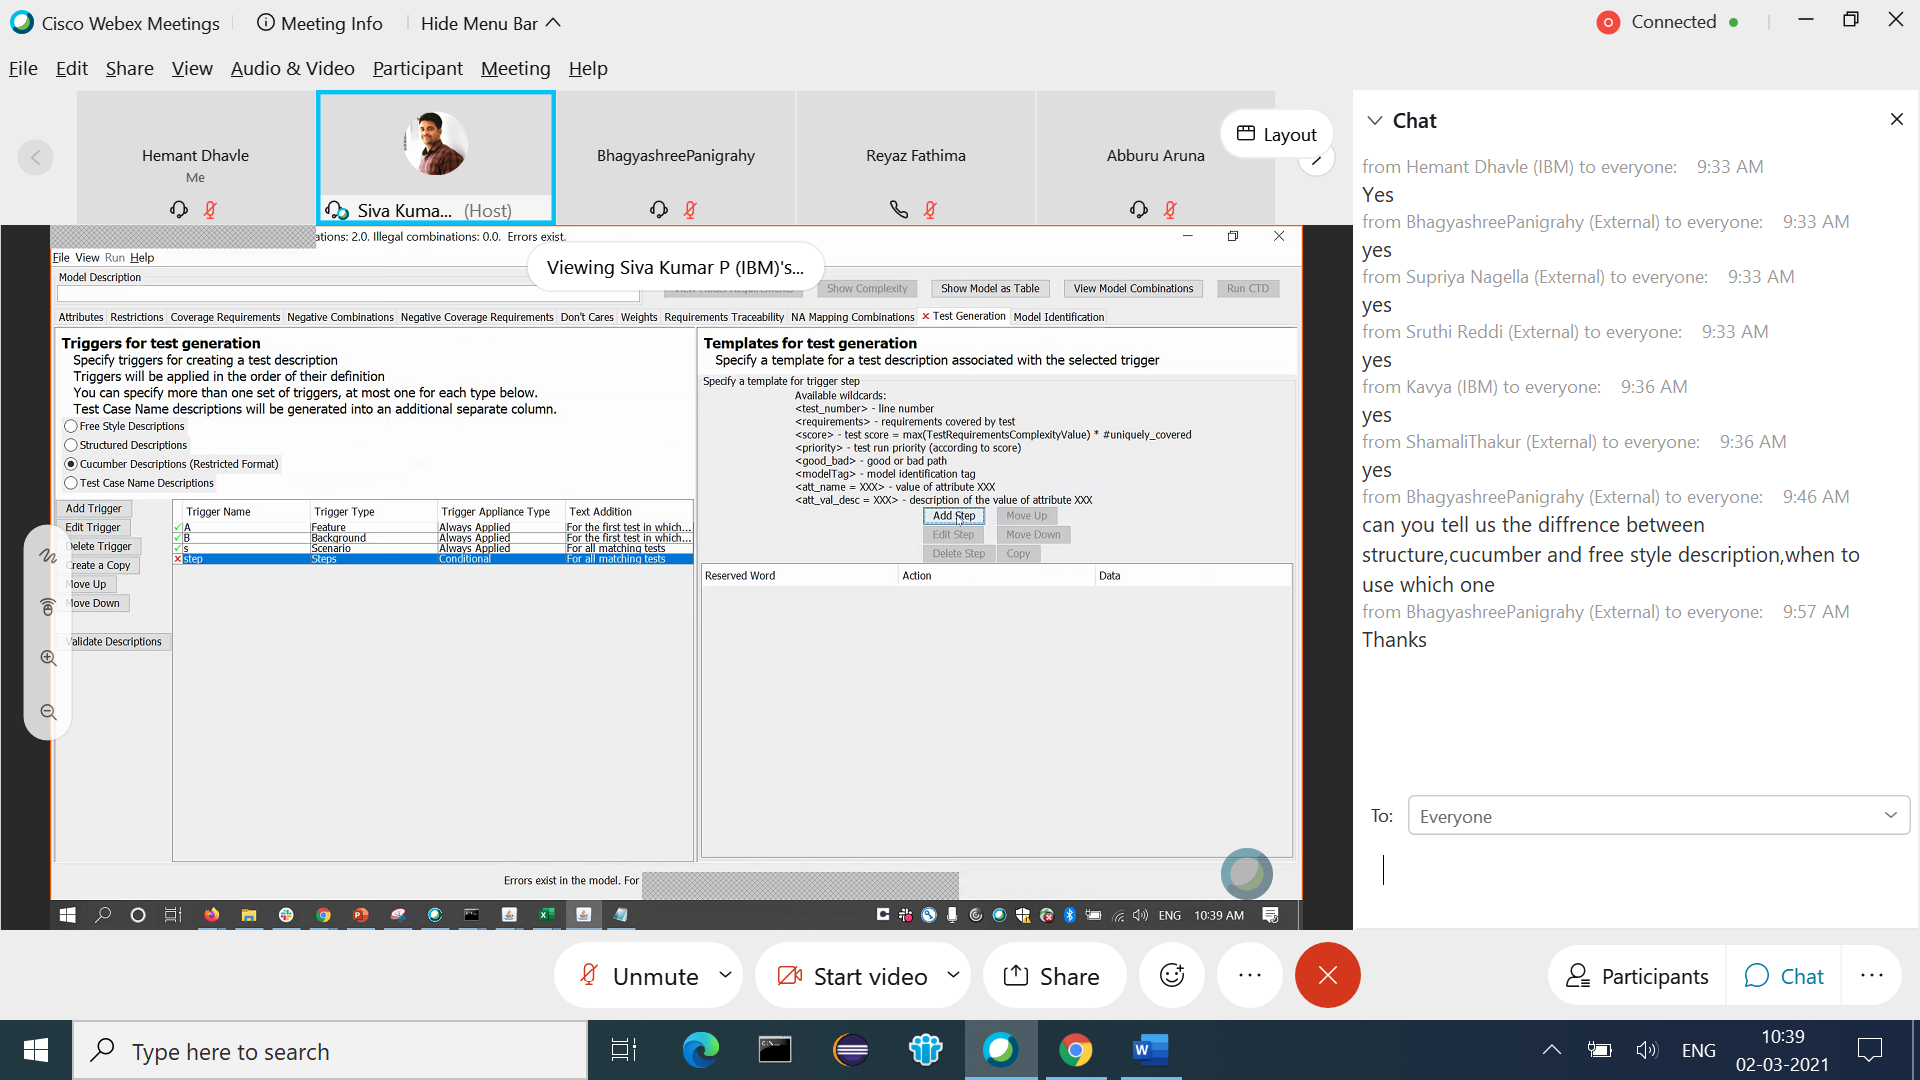 Cisco Webex Meetings
Meeting Info
Hide Menu Bar
Connected
File Edit Share View Audio & Video Participant Meeting Help
Hemant Dhavle
Me
Siva Kuma... (Host)
BhagyashreePanigrahy
Reyaz Fathima
Abburu Aruna
Layout
ations: 2.0. Illegal combinations: 0.0. Errors exist.
File View Run Help
Viewing Siva Kumar P (IBM)'s...
Model Description
View Model Requirements
Show Complexity
Show Model as Table
View Model Combinations
Run CTD
Attributes Restrictions Coverage Requirements Negative Combinations Negative Coverage Requirements Don't Cares Weights Requirements Traceability NA Mapping Combinations Test Generation Model Identification
Triggers for test generation
Specify triggers for creating a test description
Triggers will be applied in the order of their definition
You can specify more than one set of triggers, at most one for each type below.
Test Case Name descriptions will be generated into an additional separate column.
Free Style Descriptions
Structured Descriptions
Cucumber Descriptions (Restricted Format)
Test Case Name Descriptions
Add Trigger
Edit Trigger
Delete Trigger
Create a Copy
Move Up
Move Down
Validate Descriptions
Trigger Name Trigger Type Trigger Appliance Type Text Addition
A Feature Always Applied For the first test in which...
B Background Always Applied For the first test in which...
s Scenario Always Applied For all matching tests
step Steps Conditional For all matching tests
Templates for test generation
Specify a template for a test description associated with the selected trigger
Specify a template for trigger step
Available wildcards:
<test_number> - line number
<requirements> - requirements covered by test
<score> - test score = max(TestRequirementsComplexityValue) * #uniquely_covered
<priority> - test run priority (according to score)
<good_bad> - good or bad path
<modelTag> - model identification tag
<att_name = XXX> - value of attribute XXX
<att_val_desc = XXX> - description of the value of attribute XXX
Add Step Move Up
Edit Step Move Down
Delete Step Copy
Reserved Word Action Data
Errors exist in the model. For
ENG 10:39 AM
Chat
from Hemant Dhavle (IBM) to everyone: 9:33 AM
Yes
from BhagyashreePanigrahy (External) to everyone: 9:33 AM
yes
from Supriya Nagella (External) to everyone: 9:33 AM
yes
from Sruthi Reddi (External) to everyone: 9:33 AM
yes
from Kavya (IBM) to everyone: 9:36 AM
yes
from ShamaliThakur (External) to everyone: 9:36 AM
yes
from BhagyashreePanigrahy (External) to everyone: 9:46 AM
can you tell us the diffrence between
structure,cucumber and free style description,when to
use which one
from BhagyashreePanigrahy (External) to everyone: 9:57 AM
Thanks
To: Everyone
Unmute
Start video
Share
Participants
Chat
Type here to search
ENG
10:39
02-03-2021